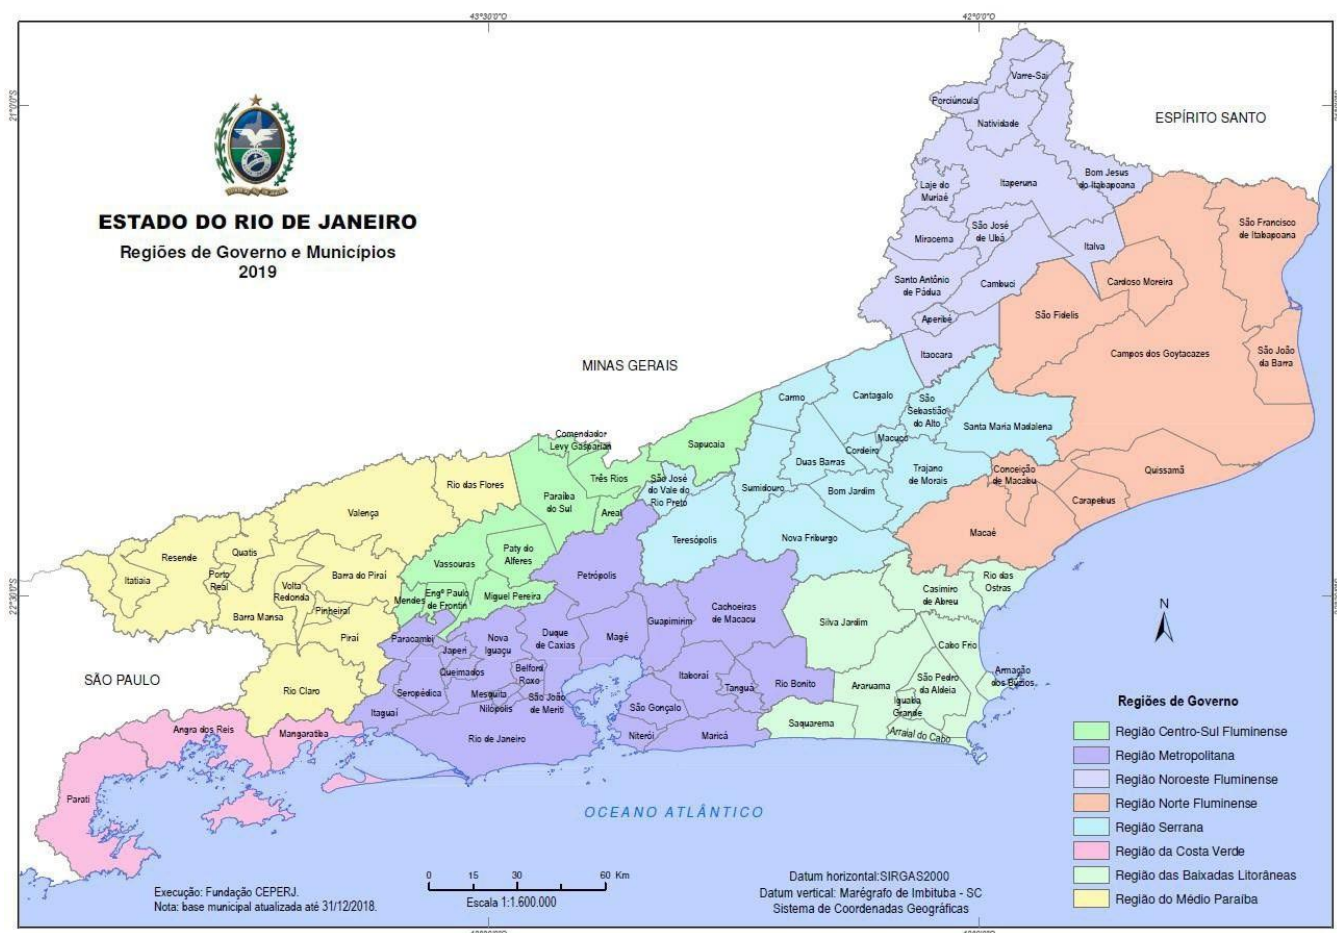 43°30'0"O
42°0'0"O
21°0'0"S
ESTADO DO RIO DE JANEIRO
Regiões de Governo e Municípios
2019
ESPÍRITO SANTO
MINAS GERAIS
SÃO PAULO
OCEANO ATLÂNTICO
Varre-Sai
Porciúncula
Natividade
Bom Jesus
do Itabapoana
Itaperuna
Laje do
Muriaé
São José
de Ubá
Miracema
Italva
Santo Antônio
de Pádua
Cambuci
Aperibé
Itaocara
São Francisco
de Itabapoana
Cardoso Moreira
São Fidelis
Campos dos Goytacazes
São João
da Barra
Quissamã
Conceição
de Macabu
Carapebus
Macaé
Carmo
Cantagalo
São
Sebastião
do Alto
Santa Maria Madalena
Macuco
Cordeiro
Duas Barras
Trajano
de Morais
Sumidouro
Bom Jardim
São José
do Vale do
Rio Preto
Teresópolis
Nova Friburgo
Comendador
Levy Gasparian
Sapucaia
Três Rios
Paraíba
do Sul
Areal
Paty do
Alferes
Vassouras
Engº Paulo
de Frontin
Mendes
Miguel Pereira
Rio das Flores
Valença
Resende
Quatis
Itatiaia
Porto
Real
Volta
Redonda
Barra do Piraí
Barra Mansa
Pinheiral
Piraí
Rio Claro
Petrópolis
Cachoeiras
de Macacu
Guapimirim
Magé
Duque
de Caxias
Nova
Iguaçu
Paracambi
Japeri
Queimados
Belford
Roxo
Seropédica
Mesquita
Nilópolis
São João
de Meriti
Itaguaí
Rio de Janeiro
São Gonçalo
Itaboraí
Tanguá
Rio Bonito
Niterói
Maricá
Casimiro
de Abreu
Rio das
Ostras
Silva Jardim
Cabo Frio
Armação
dos Búzios
São Pedro
da Aldeia
Araruama
Iguaba
Grande
Saquarema
Arraial do Cabo
Angra dos Reis
Mangaratiba
Parati
N
Regiões de Governo
Região Centro-Sul Fluminense
Região Metropolitana
Região Noroeste Fluminense
Região Norte Fluminense
Região Serrana
Região da Costa Verde
Região das Baixadas Litorâneas
Região do Médio Paraíba
Execução: Fundação CEPERJ.
Nota: base municipal atualizada até 31/12/2018.
0 15 30 60 Km
Escala 1:1.600.000
Datum horizontal:SIRGAS2000
Datum vertical: Marégrafo de Imbituba - SC
Sistema de Coordenadas Geográficas